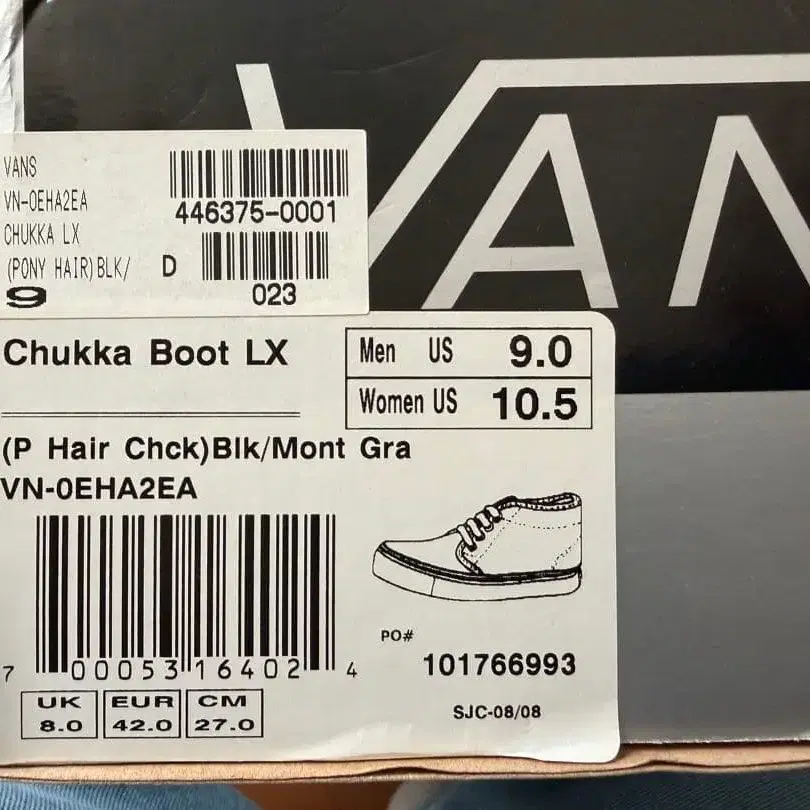 VAN
VANS
VN-0EHA2EA
CHUKKA LX
(PONY HAIR)BLK/
9
446375-0001
D
023
Chukka Boot LX
Men US 9.0
Women US 10.5
(P Hair Chck)Blk/Mont Gra
VN-0EHA2EA
7 00053 16402 4
PO#
101766993
SJC-08/08
UK EUR CM
8.0 42.0 27.0